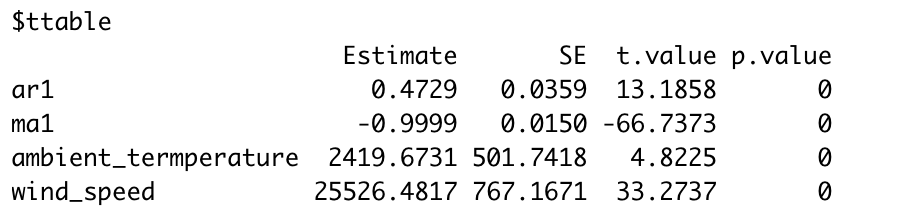 $ttable
Estimate SE t.value p.value
ar1 0.4729 0.0359 13.1858 0
ma1 -0.9999 0.0150 -66.7373 0
ambient_termperature 2419.6731 501.7418 4.8225 0
wind_speed 25526.4817 767.1671 33.2737 0